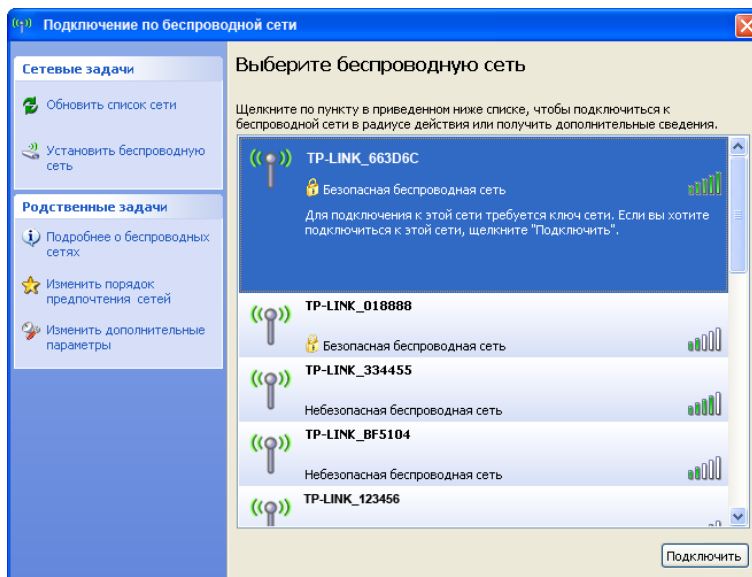 Подключение по беспроводной сети
Сетевые задачи
Обновить список сети
Установить беспроводную
сеть
Родственные задачи
Подробнее о беспроводных
сетях
Изменить порядок
предпочтения сетей
Изменить дополнительные
параметры
Выберите беспроводную сеть
Щелкните по пункту в приведенном ниже списке, чтобы подключиться к
беспроводной сети в радиусе действия или получить дополнительные сведения.
TP-LINK_663D6C
Безопасная беспроводная сеть
Для подключения к этой сети требуется ключ сети. Если вы хотите
подключиться к этой сети, щелкните "Подключить".
TP-LINK_018888
Безопасная беспроводная сеть
TP-LINK_334455
Небезопасная беспроводная сеть
TP-LINK_BF5104
Небезопасная беспроводная сеть
TP-LINK_123456
Подключить